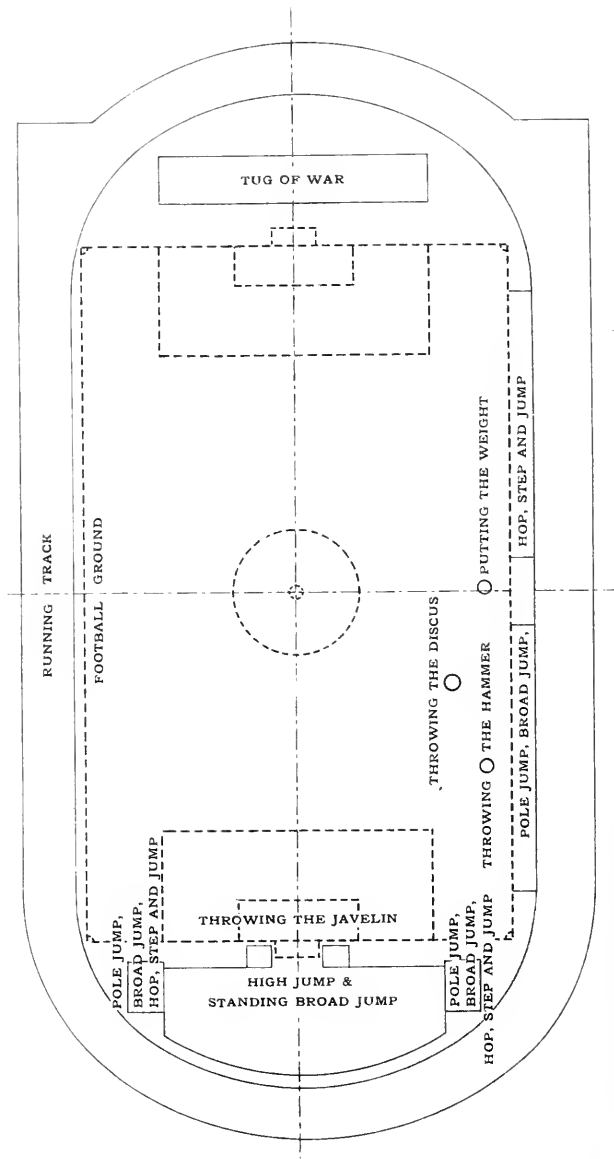 TUG OF WAR
HOP, STEP AND JUMP
PUTTING THE WEIGHT
RUNNING TRACK
FOOTBALL GROUND
THROWING THE DISCUS
THROWING THE HAMMER
POLE JUMP, BROAD JUMP,
THROWING THE JAVELIN
POLE JUMP,
BROAD JUMP,
HOP, STEP AND JUMP
HIGH JUMP &
STANDING BROAD JUMP
POLE JUMP,
BROAD JUMP,
HOP, STEP AND JUMP